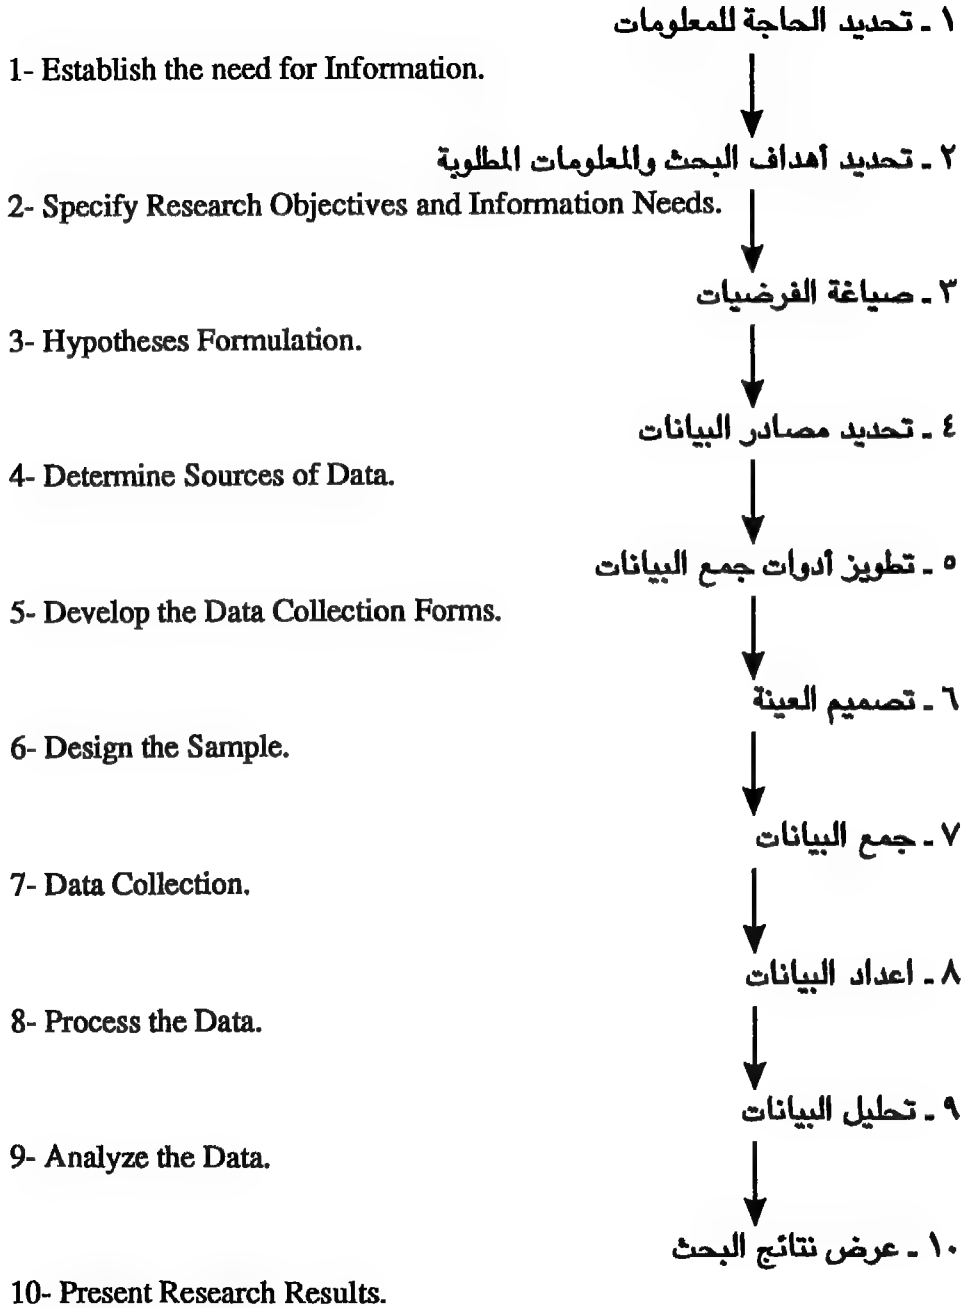 ١ ـ تحديد الحاجة للمعلومات
1- Establish the need for Information.
٢ ـ تحديد أهداف البحث والمعلومات المطلوبة
2- Specify Research Objectives and Information Needs.
٣ ـ صياغة الفرضيات
3- Hypotheses Formulation.
٤ ـ تحديد مصادر البيانات
4- Determine Sources of Data.
٥ ـ تطويز أدوات جمع البيانات
5- Develop the Data Collection Forms.
٦ ـ تصميم العينة
6- Design the Sample.
٧ ـ جمع البيانات
7- Data Collection.
٨ ـ اعداد البيانات
8- Process the Data.
٩ ـ تحليل البيانات
9- Analyze the Data.
١٠ ـ عرض نتائج البحث
10- Present Research Results.